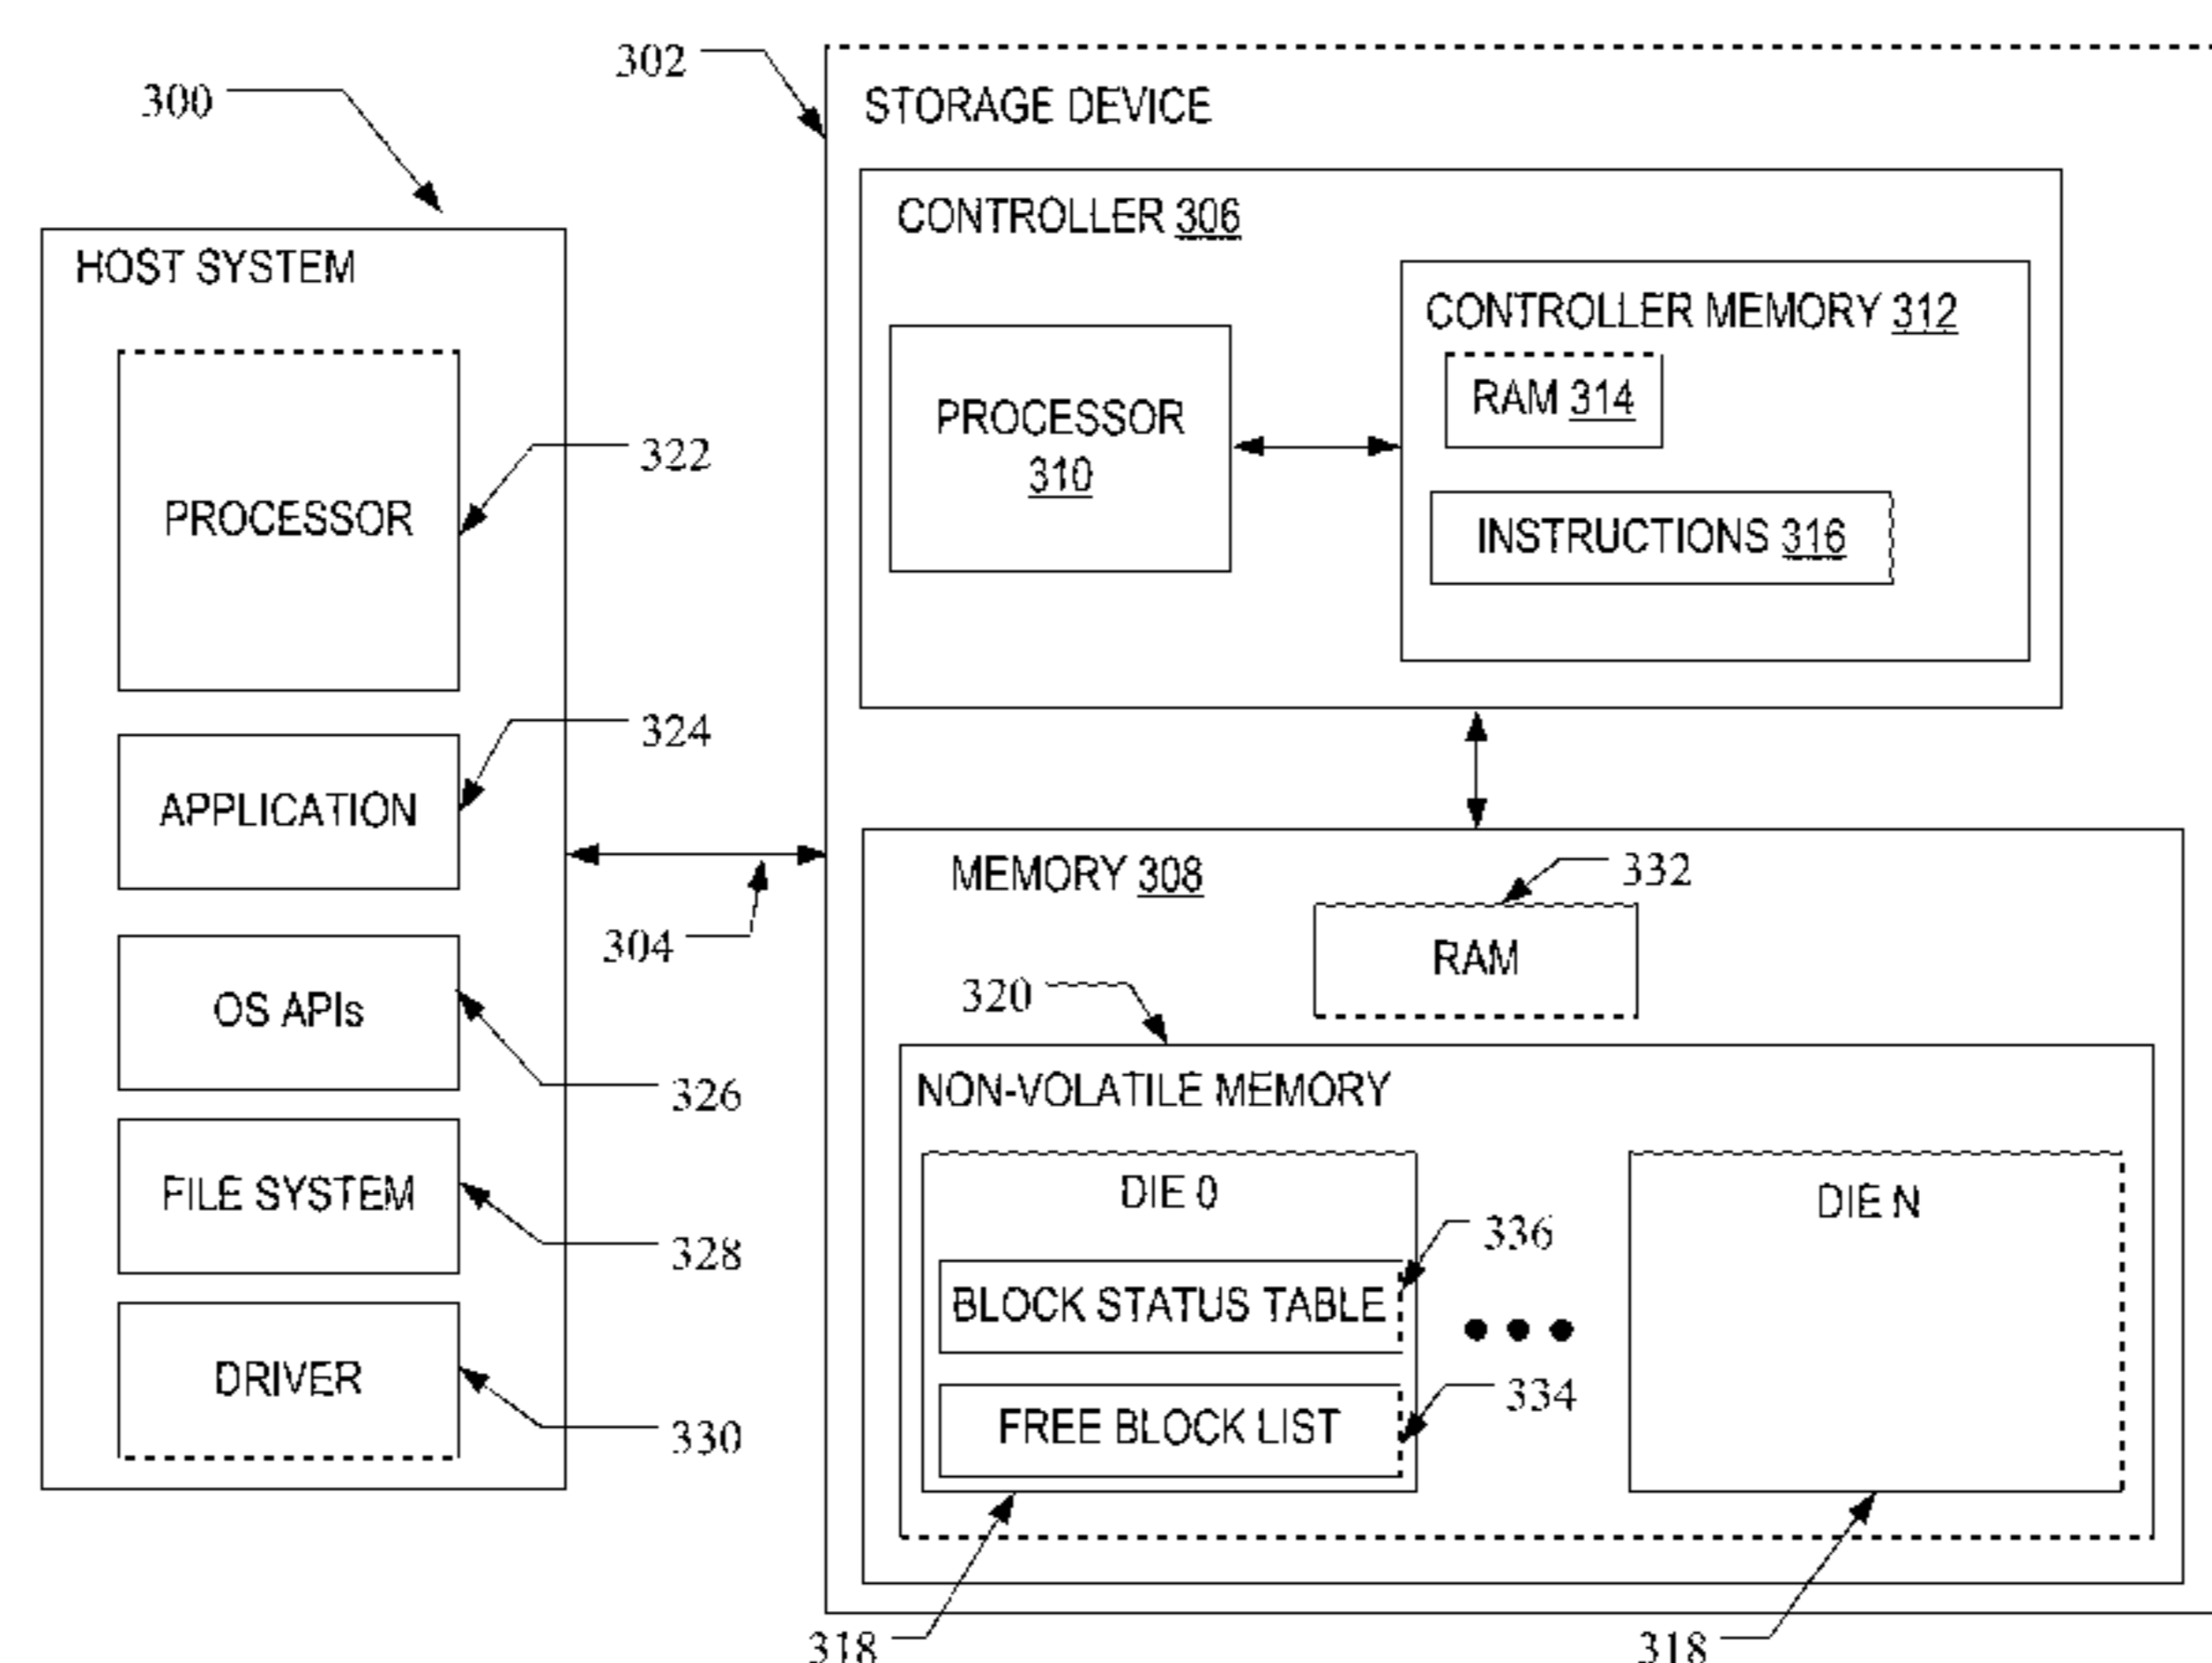 300
HOST SYSTEM
PROCESSOR
322
APPLICATION
324
OS APIs
326
FILE SYSTEM
328
DRIVER
330
304
302
STORAGE DEVICE
CONTROLLER 306
PROCESSOR
310
CONTROLLER MEMORY 312
RAM 314
INSTRUCTIONS 316
MEMORY 308
332
RAM
320
NON-VOLATILE MEMORY
DIE 0
336
BLOCK STATUS TABLE
334
FREE BLOCK LIST
DIE N
318
318